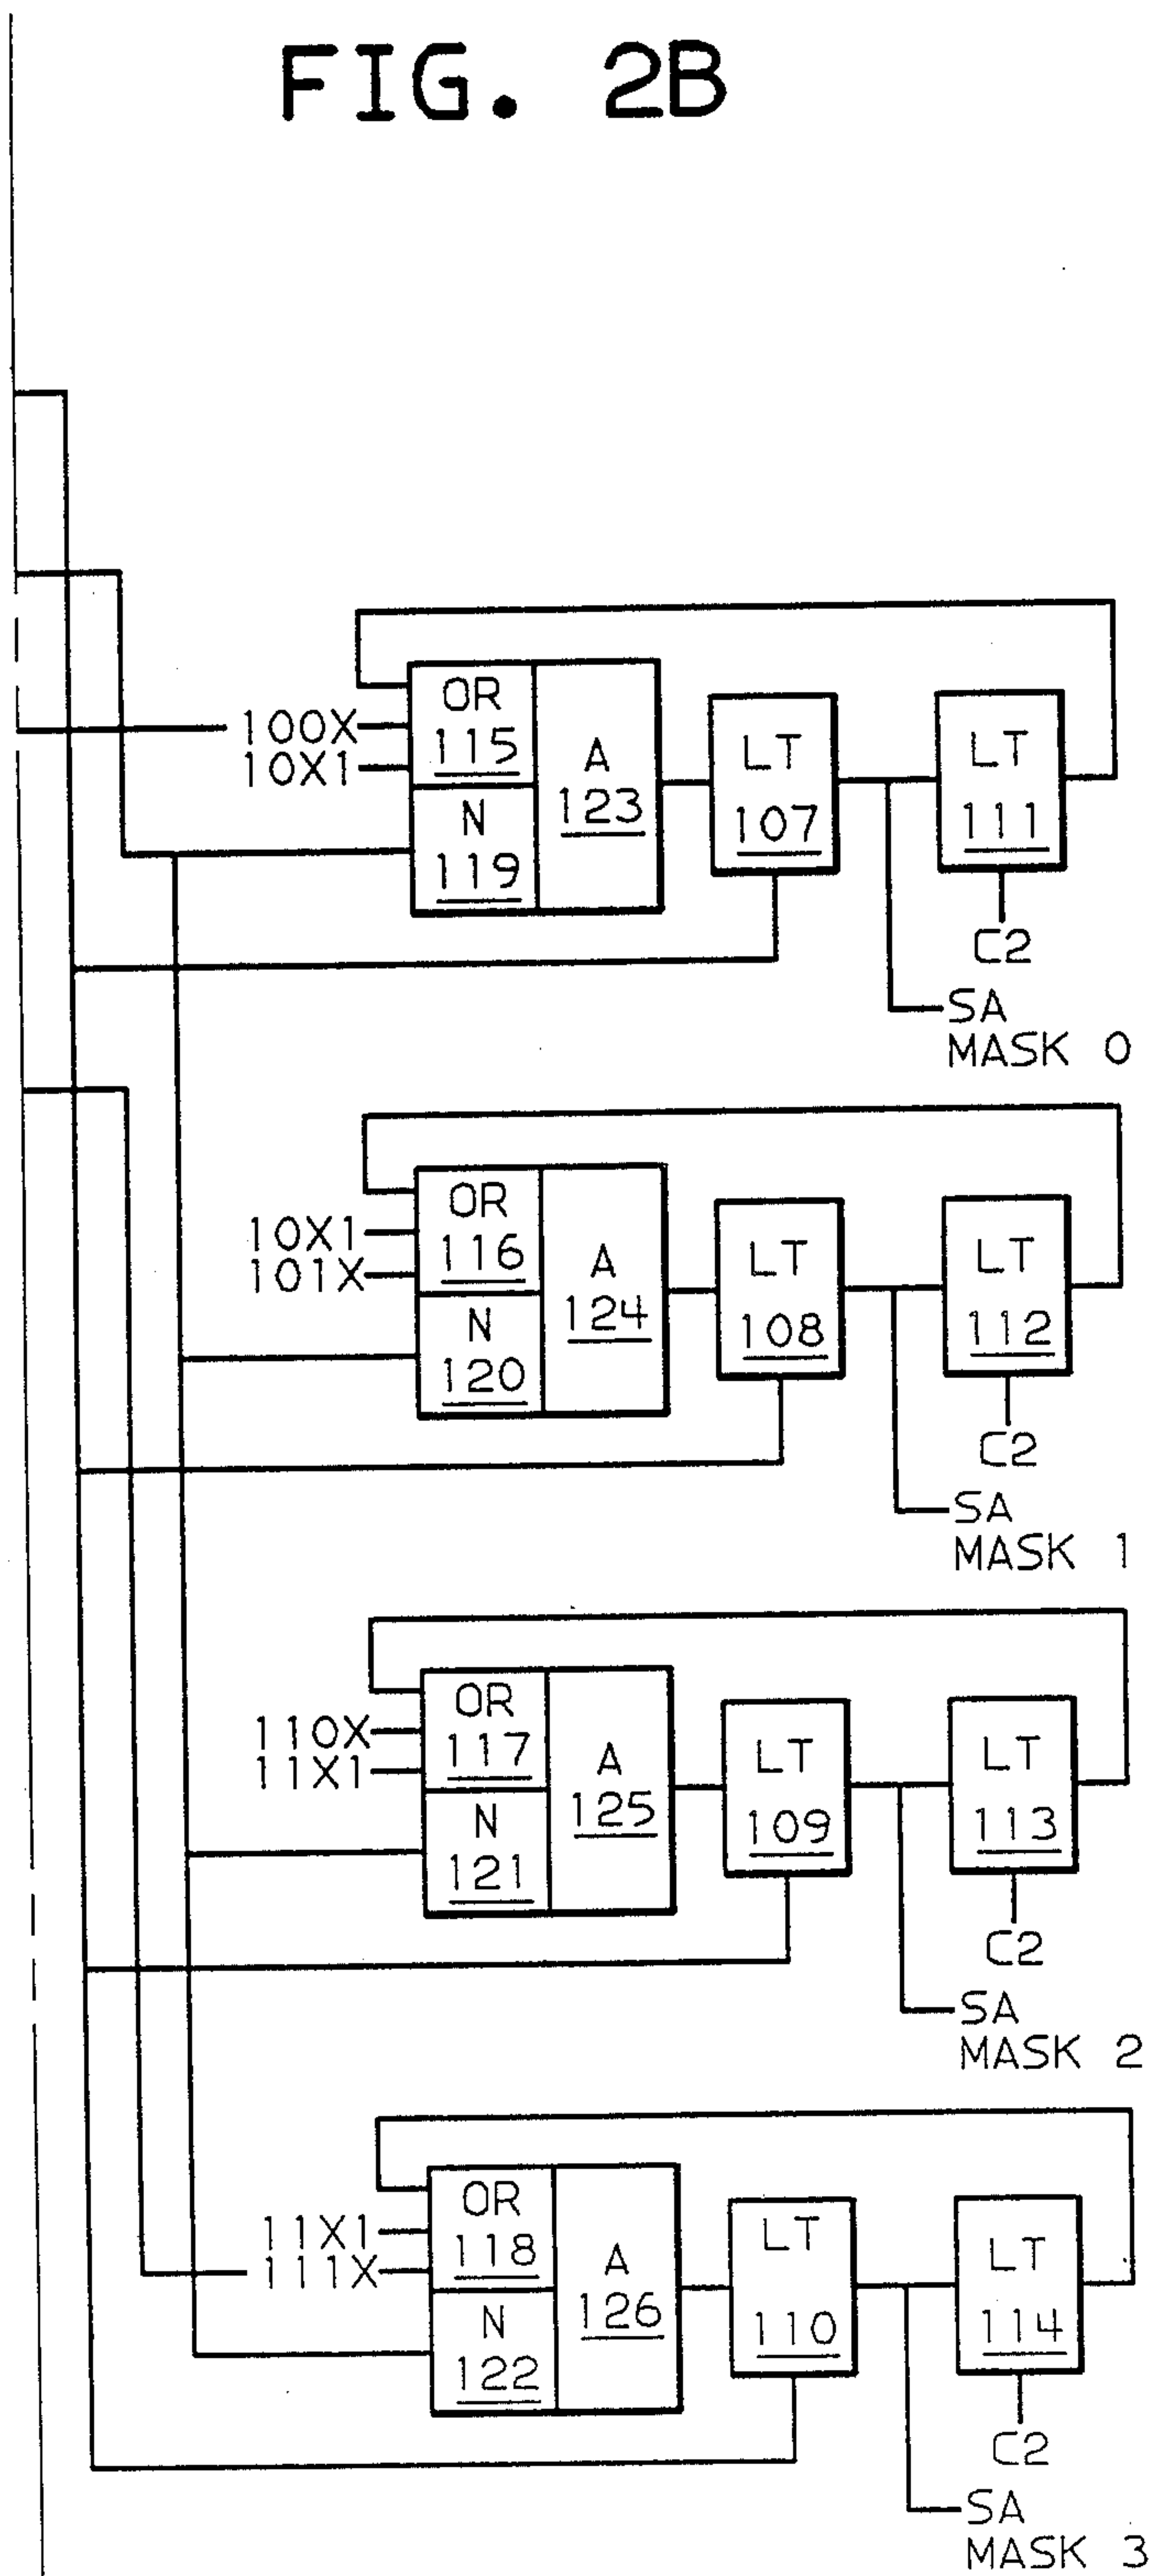 FIG. 2B
OR
115
100X
10X1
N
119
A
123
LT
107
LT
111
C2
SA
MASK 0
OR
116
10X1
101X
N
120
A
124
LT
108
LT
112
C2
SA
MASK 1
OR
117
110X
11X1
N
121
A
125
LT
109
LT
113
C2
SA
MASK 2
OR
118
11X1
111X
N
122
A
126
LT
110
LT
114
C2
SA
MASK 3